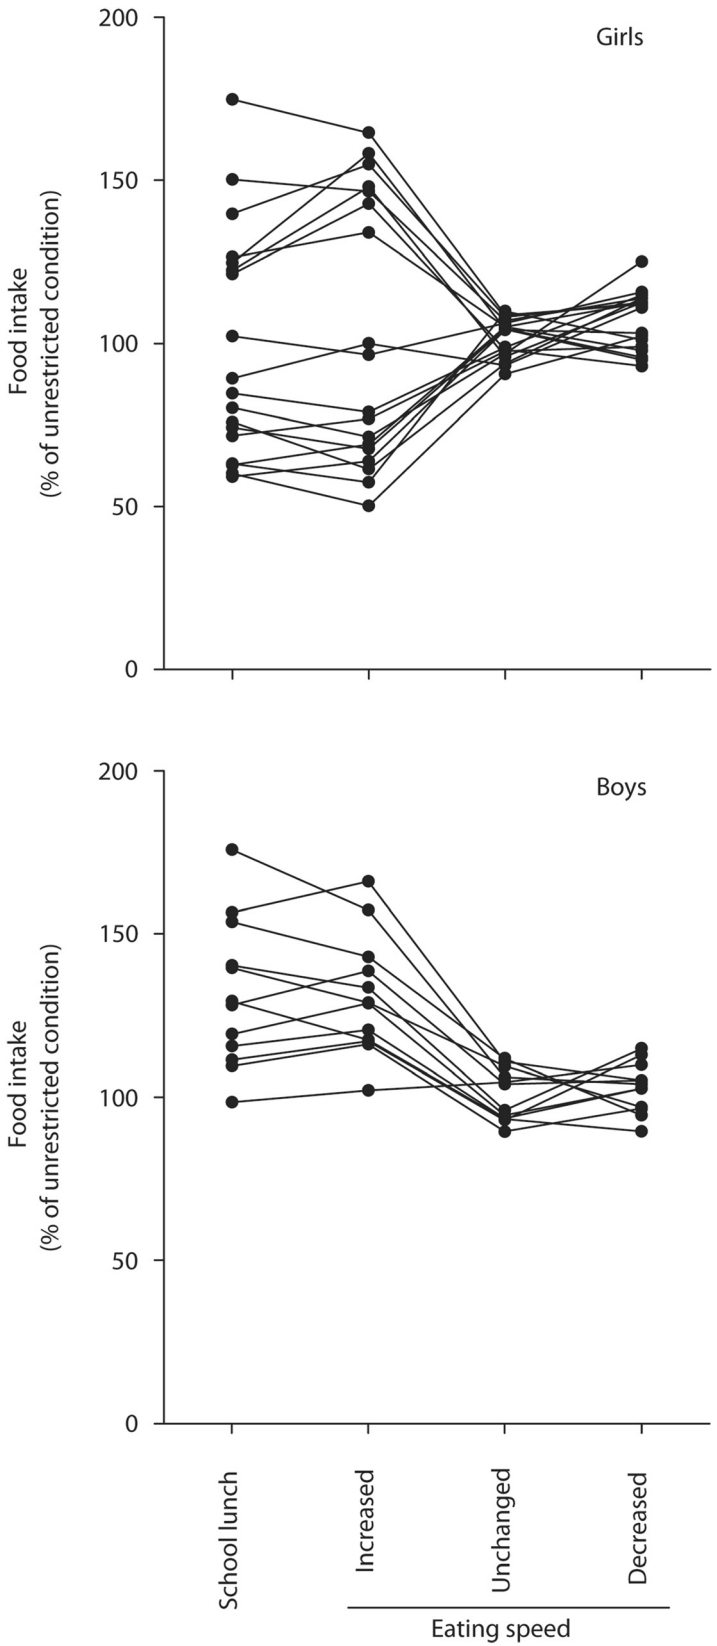 Girls
200
150
100
50
0
Food intake
(% of unrestricted condition)
Boys
200
150
100
50
0
Food intake
(% of unrestricted condition)
School lunch
Increased
Unchanged
Decreased
Eating speed